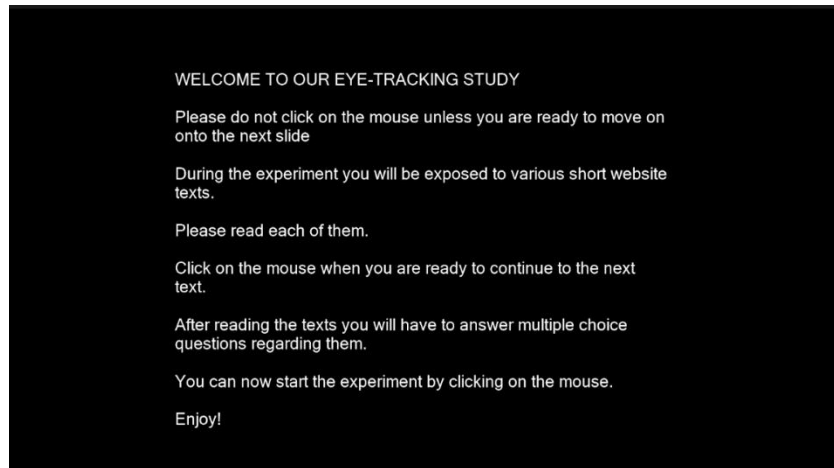 WELCOME TO OUR EYE-TRACKING STUDY
Please do not click on the mouse unless you are ready to move on
onto the next slide
During the experiment you will be exposed to various short website
texts.
Please read each of them.
Click on the mouse when you are ready to continue to the next
text.
After reading the texts you will have to answer multiple choice
questions regarding them.
You can now start the experiment by clicking on the mouse.
Enjoy!